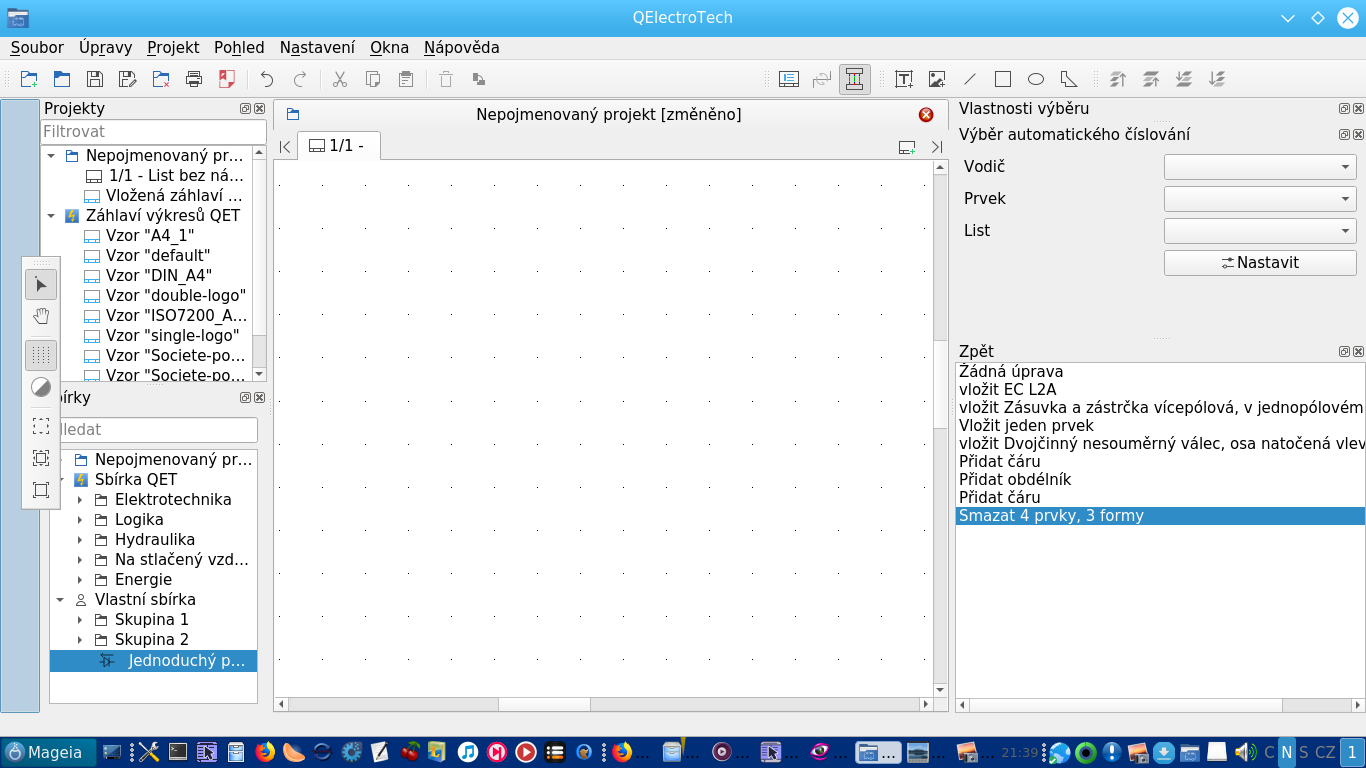 QElectroTech
Soubor Úpravy Projekt Pohled Nastavení Okna Nápověda
Projekty
Filtrovat
Nepojmenovaný pr...
1/1 - List bez ná...
Vložená záhlaví ...
Záhlaví výkresů QET
Vzor "A4_1"
Vzor "default"
Vzor "DIN_A4"
Vzor "double-logo"
Vzor "ISO7200_A...
Vzor "single-logo"
Vzor "Societe-po...
Vzor "Societe-po...
bírky
ledat
Nepojmenovaný pr...
Sbírka QET
Elektrotechnika
Logika
Hydraulika
Na stlačený vzd...
Energie
Vlastní sbírka
Skupina 1
Skupina 2
Jednoduchý p...
Nepojmenovaný projekt [změněno]
1/1 -
Vlastnosti výběru
Výběr automatického číslování
Vodič
Prvek
List
Nastavit
Zpět
Žádná úprava
vložit EC L2A
vložit Zásuvka a zástrčka vícepólová, v jednopólovém
Vložit jeden prvek
vložit Dvojčinný nesouměrný válec, osa natočená vlev
Přidat čáru
Přidat obdélník
Přidat čáru
Smazat 4 prvky, 3 formy
Mageia
... ... ... ... ... ... ... ... 21:39 C N S CZ 1